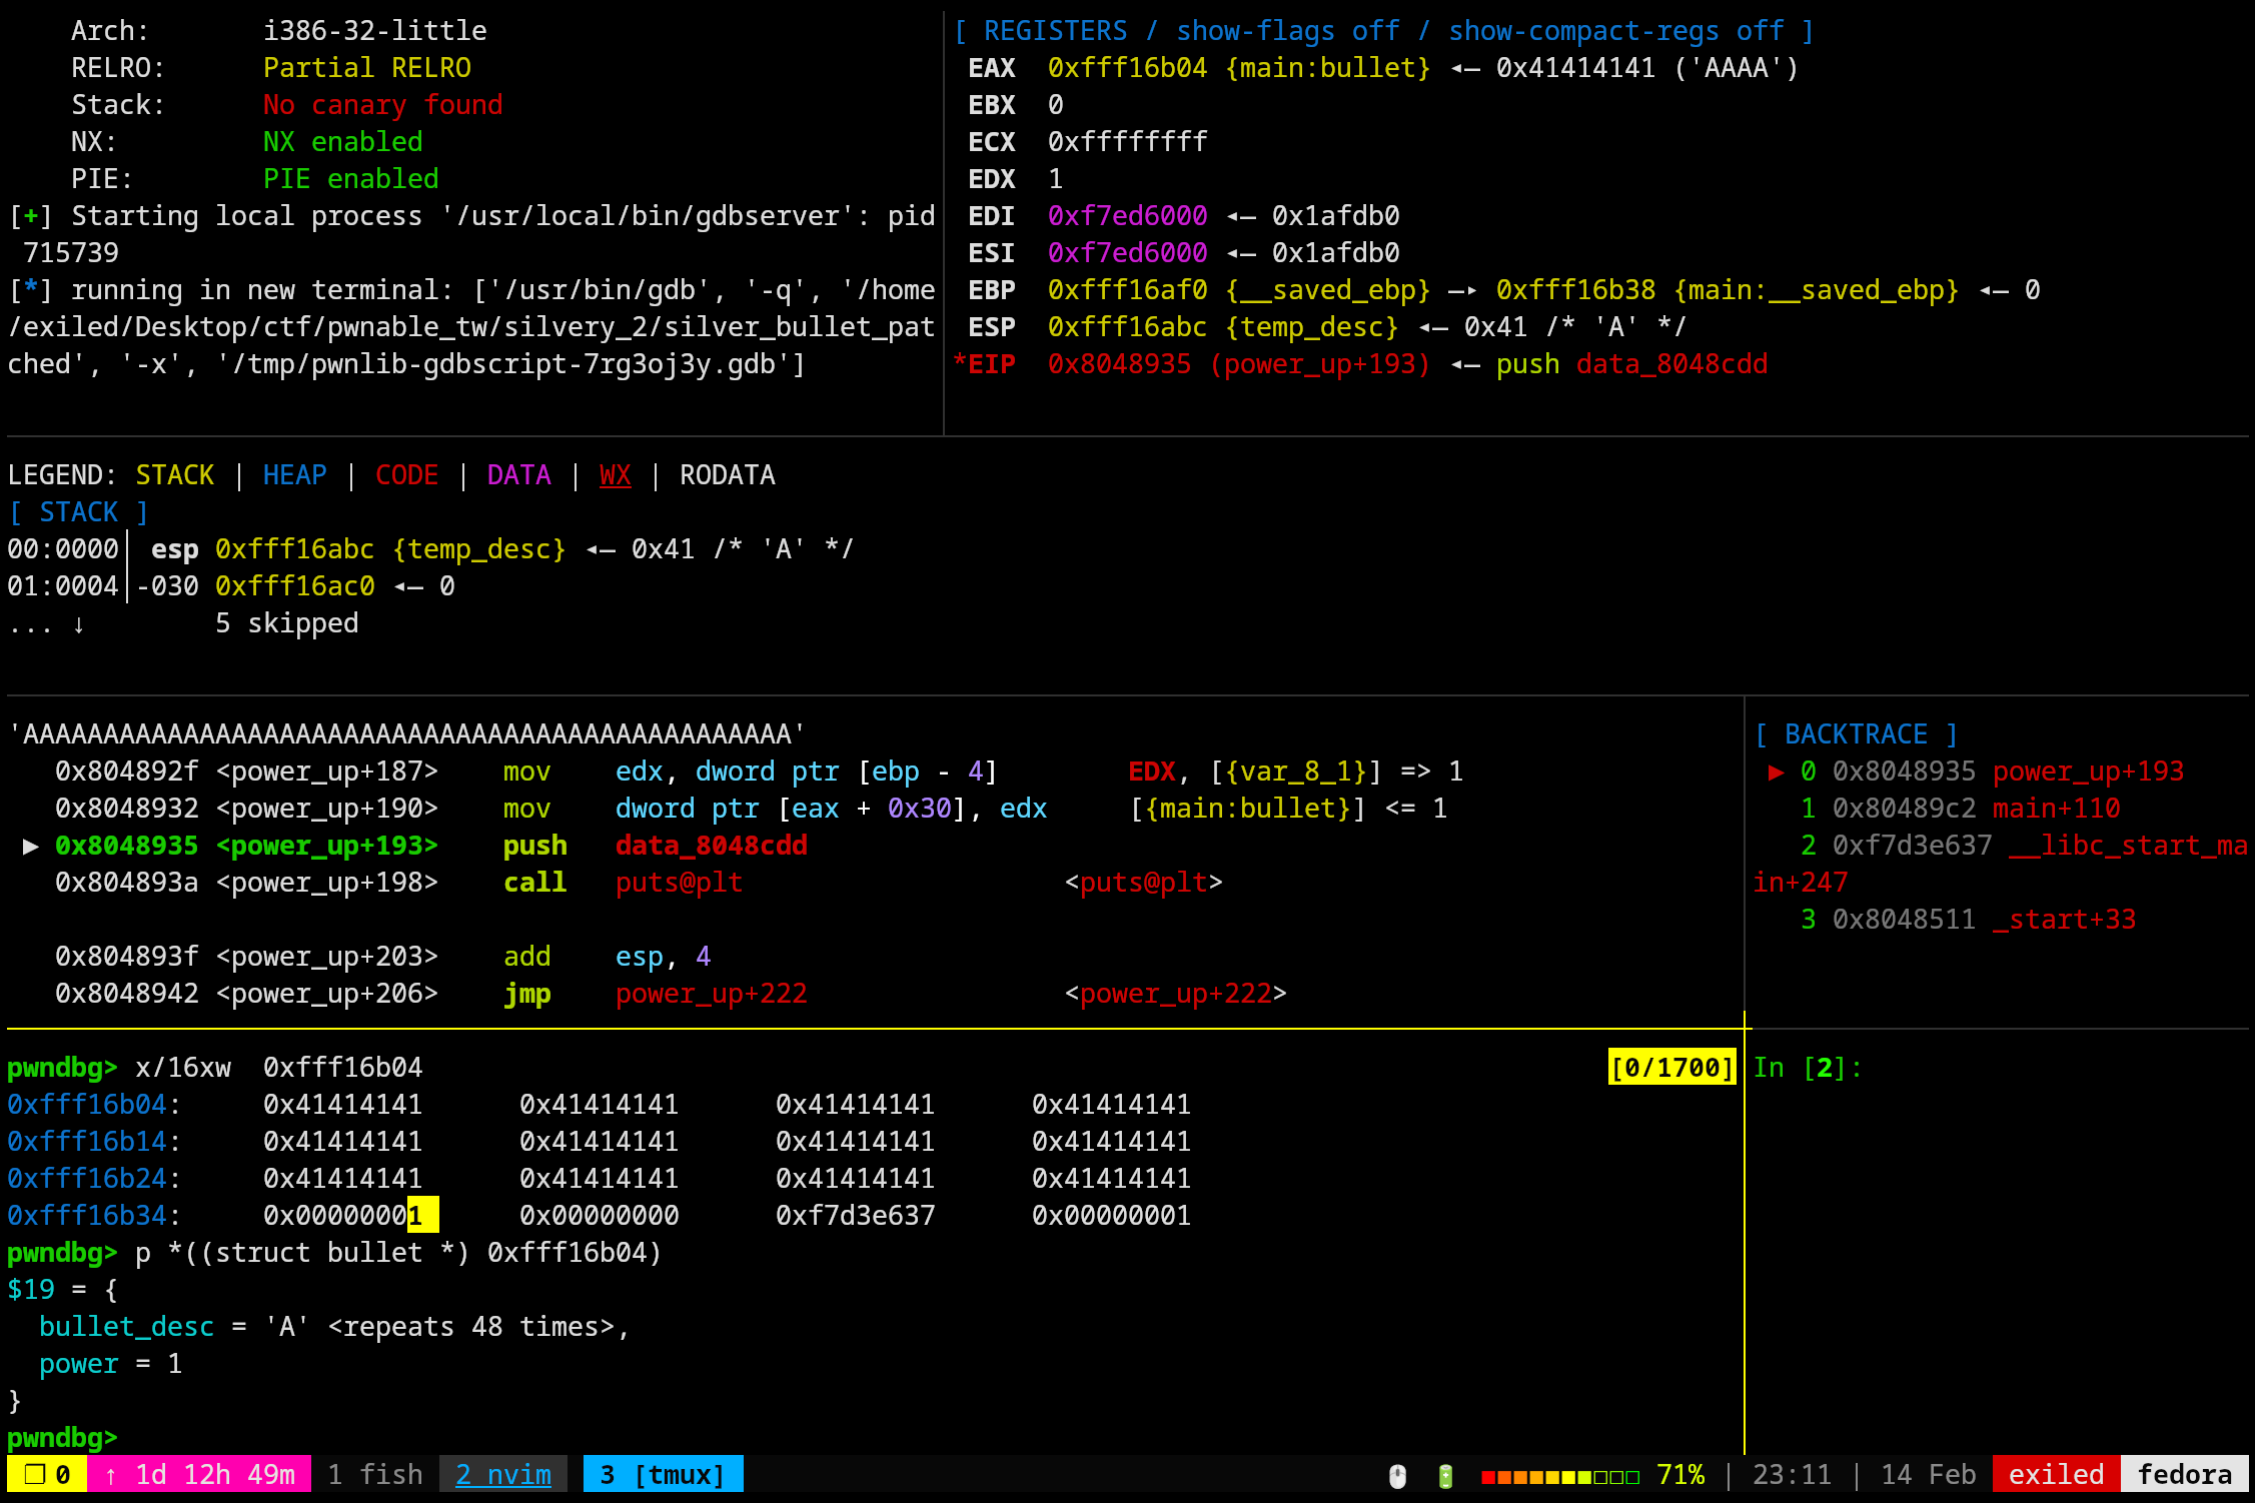 Arch:       i386-32-little
RELRO:      Partial RELRO
Stack:      No canary found
NX:         NX enabled
PIE:        PIE enabled
[+] Starting local process '/usr/local/bin/gdbserver': pid
 715739
[*] running in new terminal: ['/usr/bin/gdb', '-q', '/home
/exiled/Desktop/ctf/pwnable_tw/silvery_2/silver_bullet_pat
ched', '-x', '/tmp/pwnlib-gdbscript-7rg3oj3y.gdb']
[ REGISTERS / show-flags off / show-compact-regs off ]
 EAX  0xfff16b04 {main:bullet} ◂— 0x41414141 ('AAAA')
 EBX  0
 ECX  0xffffffff
 EDX  1
 EDI  0xf7ed6000 ◂— 0x1afdb0
 ESI  0xf7ed6000 ◂— 0x1afdb0
 EBP  0xfff16af0 {__saved_ebp} —▸ 0xfff16b38 {main:__saved_ebp} ◂— 0
 ESP  0xfff16abc {temp_desc} ◂— 0x41 /* 'A' */
*EIP  0x8048935 (power_up+193) ◂— push data_8048cdd
LEGEND: STACK | HEAP | CODE | DATA | WX | RODATA
[ STACK ]
00:0000│ esp 0xfff16abc {temp_desc} ◂— 0x41 /* 'A' */
01:0004│-030 0xfff16ac0 ◂— 0
... ↓        5 skipped
'AAAAAAAAAAAAAAAAAAAAAAAAAAAAAAAAAAAAAAAAAAAAAAAA'
   0x804892f <power_up+187>    mov    edx, dword ptr [ebp - 4]        EDX, [{var_8_1}] => 1
   0x8048932 <power_up+190>    mov    dword ptr [eax + 0x30], edx     [{main:bullet}] <= 1
 ► 0x8048935 <power_up+193>    push   data_8048cdd
   0x804893a <power_up+198>    call   puts@plt                    <puts@plt>
   0x804893f <power_up+203>    add    esp, 4
   0x8048942 <power_up+206>    jmp    power_up+222                <power_up+222>
[ BACKTRACE ]
 ► 0 0x8048935 power_up+193
   1 0x80489c2 main+110
   2 0xf7d3e637 __libc_start_ma
in+247
   3 0x8048511 _start+33
pwndbg> x/16xw  0xfff16b04 [0/1700]
0xfff16b04:     0x41414141      0x41414141      0x41414141      0x41414141
0xfff16b14:     0x41414141      0x41414141      0x41414141      0x41414141
0xfff16b24:     0x41414141      0x41414141      0x41414141      0x41414141
0xfff16b34:     0x00000001      0x00000000      0xf7d3e637      0x00000001
pwndbg> p *((struct bullet *) 0xfff16b04)
$19 = {
  bullet_desc = 'A' <repeats 48 times>,
  power = 1
}
pwndbg>
In [2]:
❐ 0 ↑ 1d 12h 49m 1 fish 2 nvim 3 [tmux] 71% | 23:11 | 14 Feb exiled fedora